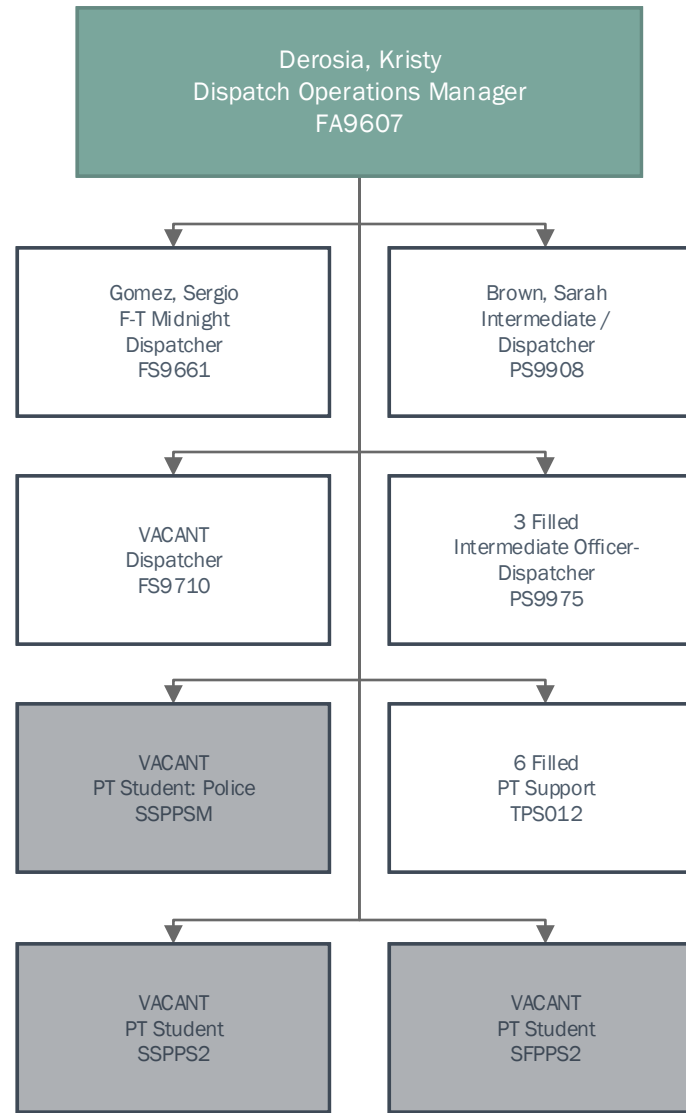 Derosia, Kristy
Dispatch Operations Manager
FA9607
Gomez, Sergio
F-T Midnight
Dispatcher
FS9661
Brown, Sarah
Intermediate /
Dispatcher
PS9908
VACANT
Dispatcher
FS9710
3 Filled
Intermediate Officer-
Dispatcher
PS9975
VACANT
PT Student: Police
SSPPSM
6 Filled
PT Support
TPS012
VACANT
PT Student
SSPPS2
VACANT
PT Student
SFPPS2